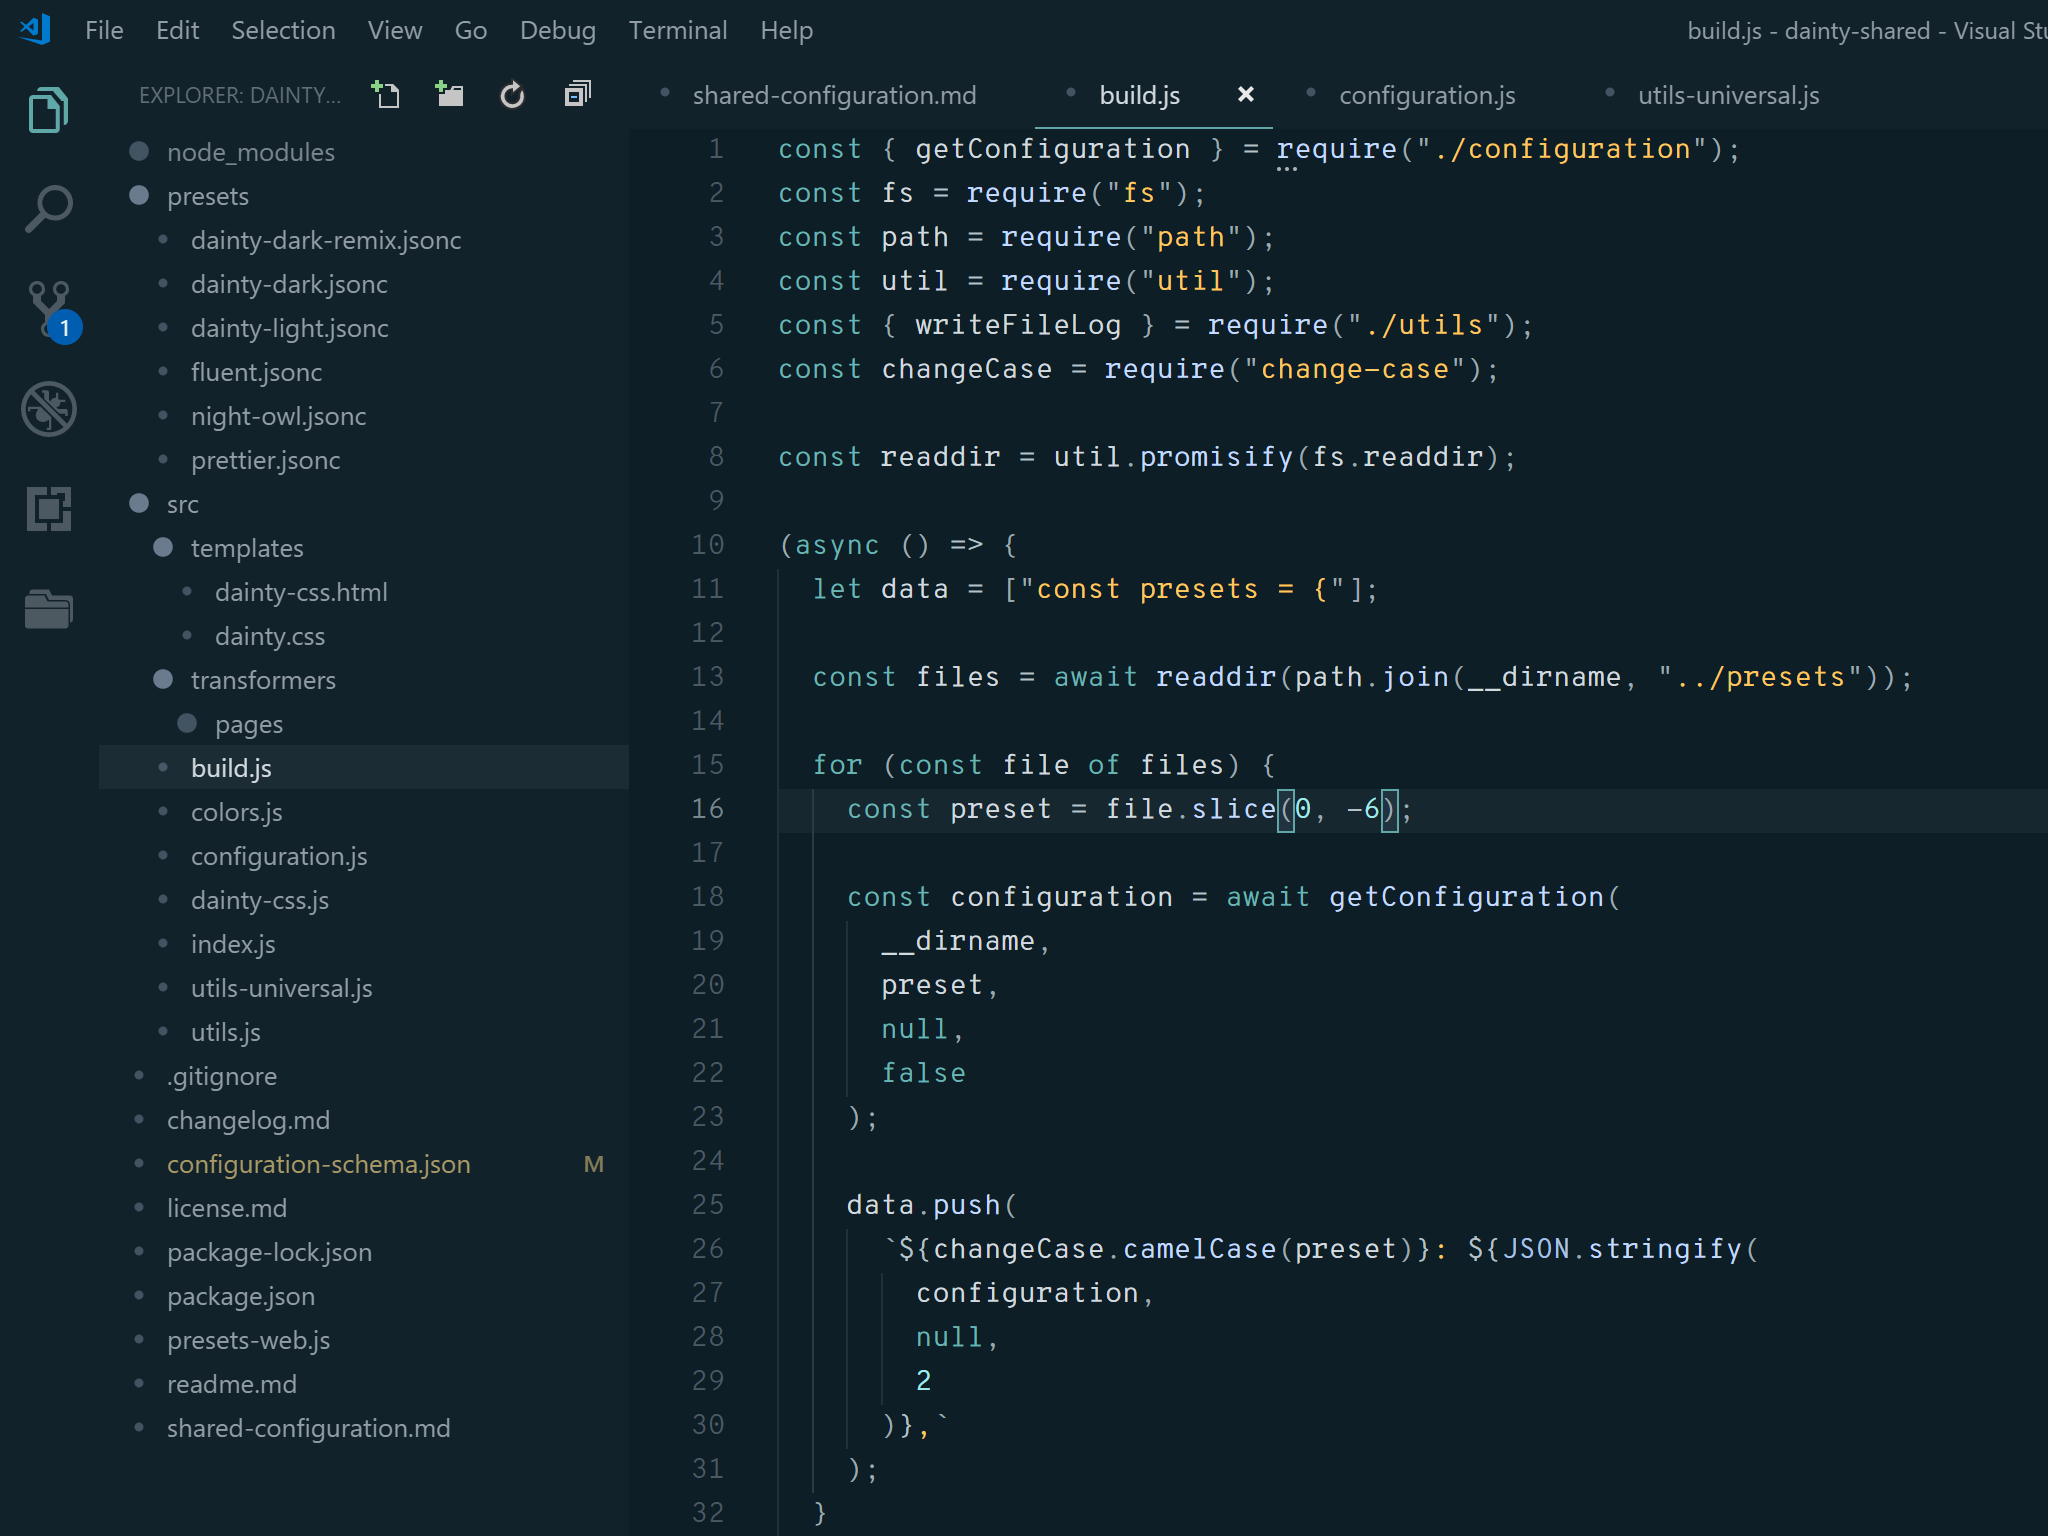 File Edit Selection View Go Debug Terminal Help
build.js - dainty-shared - Visual Stu
EXPLORER: DAINTY...
node_modules
presets
dainty-dark-remix.jsonc
dainty-dark.jsonc
dainty-light.jsonc
fluent.jsonc
night-owl.jsonc
prettier.jsonc
src
templates
dainty-css.html
dainty.css
transformers
pages
build.js
colors.js
configuration.js
dainty-css.js
index.js
utils-universal.js
utils.js
.gitignore
changelog.md
configuration-schema.json M
license.md
package-lock.json
package.json
presets-web.js
readme.md
shared-configuration.md
1
shared-configuration.md build.js × configuration.js utils-universal.js
1 const { getConfiguration } = require("./configuration");
2 const fs = require("fs");
3 const path = require("path");
4 const util = require("util");
5 const { writeFileLog } = require("./utils");
6 const changeCase = require("change-case");
7
8 const readdir = util.promisify(fs.readdir);
9
10 (async () => {
11 let data = ["const presets = {"];
12
13 const files = await readdir(path.join(__dirname, "../presets"));
14
15 for (const file of files) {
16 const preset = file.slice(0, -6);
17
18 const configuration = await getConfiguration(
19 __dirname,
20 preset,
21 null,
22 false
23 );
24
25 data.push(
26 `${changeCase.camelCase(preset)}: ${JSON.stringify(
27 configuration,
28 null,
29 2
30 )},`
31 );
32 }